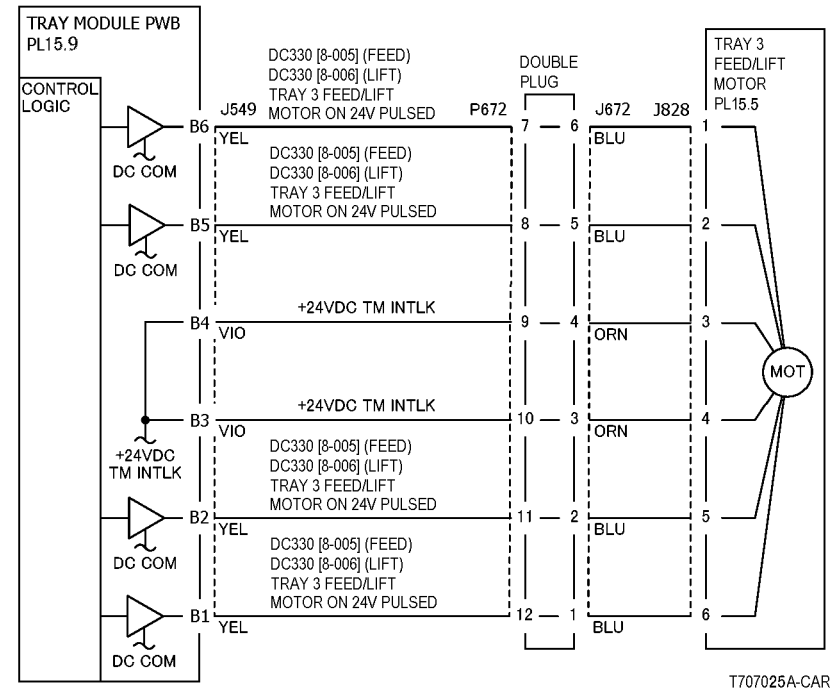 TRAY MODULE PWB
PL15.9
CONTROL
LOGIC
TRAY 3
FEED/LIFT
MOTOR
PL15.5
DOUBLE
PLUG
DC330 [8-005] (FEED)
DC330 [8-006] (LIFT)
TRAY 3 FEED/LIFT
MOTOR ON 24V PULSED
B6 J549 P672 7 6 J672 J828 1
YEL BLU
DC COM
DC330 [8-005] (FEED)
DC330 [8-006] (LIFT)
TRAY 3 FEED/LIFT
MOTOR ON 24V PULSED
B5 8 5 2
YEL BLU
DC COM
+24VDC TM INTLK
B4 9 4 3
VIO ORN
MOT
+24VDC TM INTLK
B3 10 3 4
VIO ORN
+24VDC
TM INTLK
DC330 [8-005] (FEED)
DC330 [8-006] (LIFT)
TRAY 3 FEED/LIFT
MOTOR ON 24V PULSED
B2 11 2 5
YEL BLU
DC COM
DC330 [8-005] (FEED)
DC330 [8-006] (LIFT)
TRAY 3 FEED/LIFT
MOTOR ON 24V PULSED
B1 12 1 6
YEL BLU
DC COM
T707025A-CAR